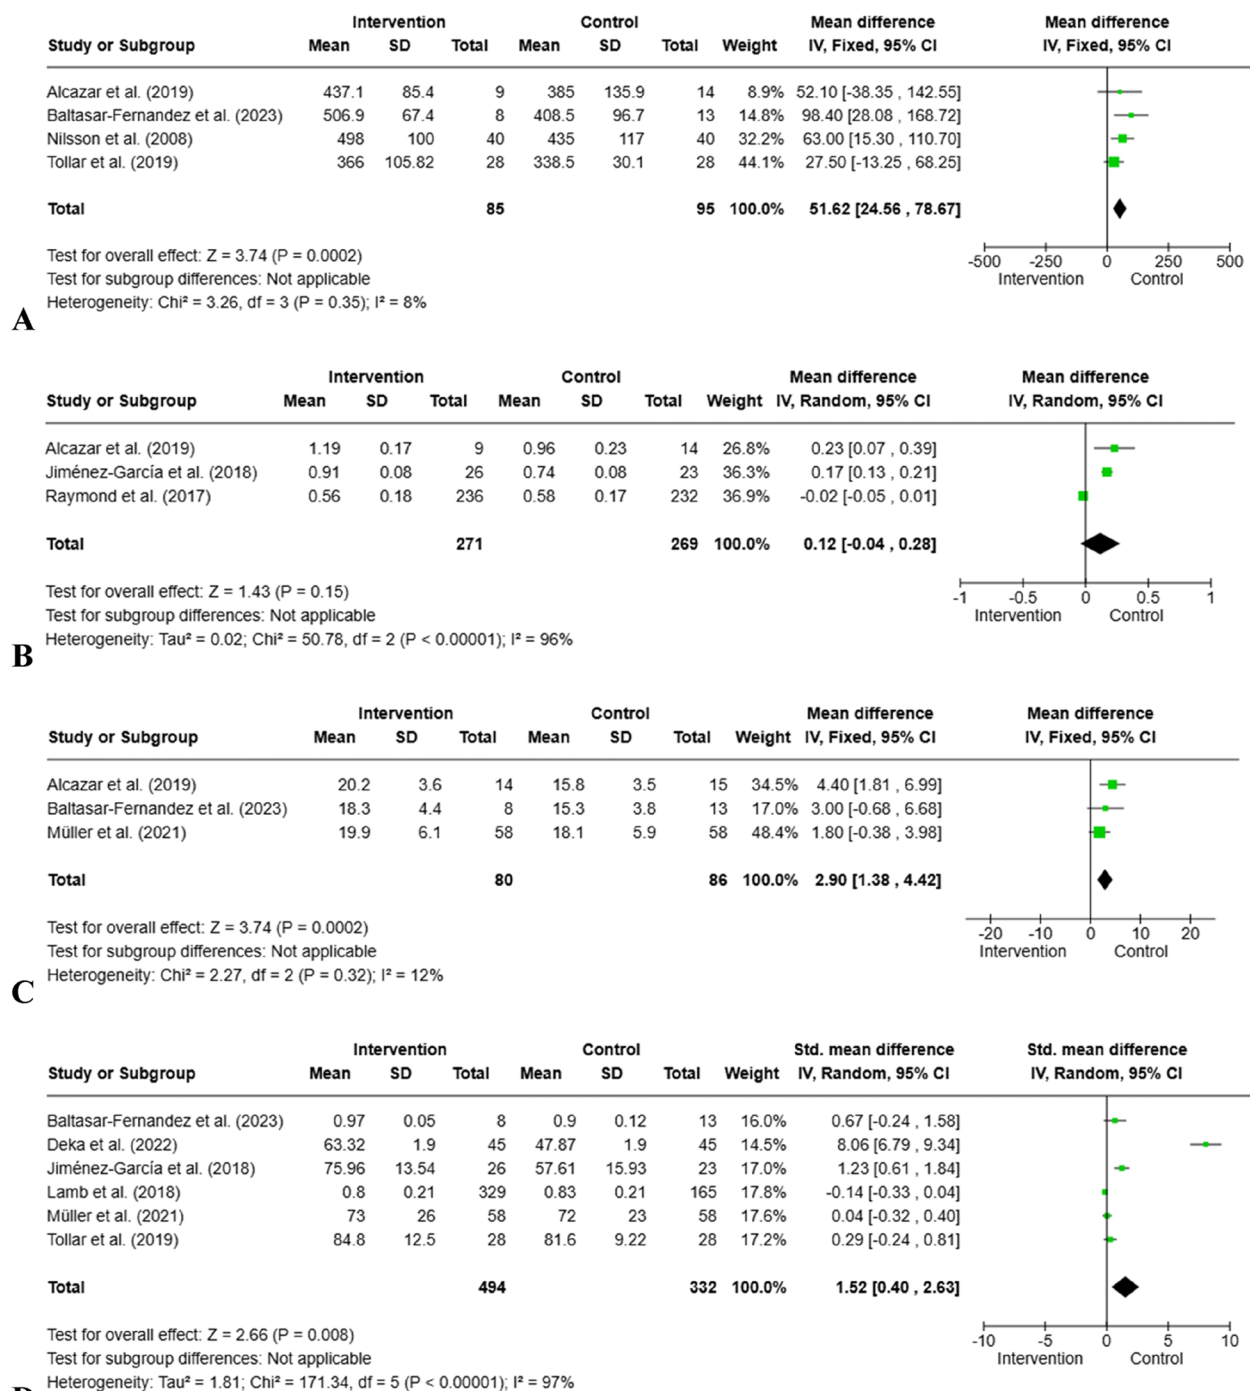 Intervention Control Mean difference Mean difference
Study or Subgroup Mean SD Total Mean SD Total Weight IV, Fixed, 95% CI IV, Fixed, 95% CI
Alcazar et al. (2019) 437.1 85.4 9 385 135.9 14 8.9% 52.10 [-38.35 , 142.55]
Baltasar-Fernandez et al. (2023) 506.9 67.4 8 408.5 96.7 13 14.8% 98.40 [28.08 , 168.72]
Nilsson et al. (2008) 498 100 40 435 117 40 32.2% 63.00 [15.30 , 110.70]
Tollar et al. (2019) 366 105.82 28 338.5 30.1 28 44.1% 27.50 [-13.25 , 68.25]
Total 85 95 100.0% 51.62 [24.56 , 78.67]
Test for overall effect: Z = 3.74 (P = 0.0002)
-500 -250 0 250 500
Test for subgroup differences: Not applicable
Intervention Control
Heterogeneity: Chi² = 3.26, df = 3 (P = 0.35); I² = 8%
A
Intervention Control Mean difference Mean difference
Study or Subgroup Mean SD Total Mean SD Total Weight IV, Random, 95% CI IV, Random, 95% CI
Alcazar et al. (2019) 1.19 0.17 9 0.96 0.23 14 26.8% 0.23 [0.07 , 0.39]
Jiménez-García et al. (2018) 0.91 0.08 26 0.74 0.08 23 36.3% 0.17 [0.13 , 0.21]
Raymond et al. (2017) 0.56 0.18 236 0.58 0.17 232 36.9% -0.02 [-0.05 , 0.01]
Total 271 269 100.0% 0.12 [-0.04 , 0.28]
Test for overall effect: Z = 1.43 (P = 0.15)
-1 -0.5 0 0.5 1
Test for subgroup differences: Not applicable
Intervention Control
Heterogeneity: Tau² = 0.02; Chi² = 50.78, df = 2 (P < 0.00001); I² = 96%
B
Intervention Control Mean difference Mean difference
Study or Subgroup Mean SD Total Mean SD Total Weight IV, Fixed, 95% CI IV, Fixed, 95% CI
Alcazar et al. (2019) 20.2 3.6 14 15.8 3.5 15 34.5% 4.40 [1.81 , 6.99]
Baltasar-Fernandez et al. (2023) 18.3 4.4 8 15.3 3.8 13 17.0% 3.00 [-0.68 , 6.68]
Müller et al. (2021) 19.9 6.1 58 18.1 5.9 58 48.4% 1.80 [-0.38 , 3.98]
Total 80 86 100.0% 2.90 [1.38 , 4.42]
Test for overall effect: Z = 3.74 (P = 0.0002)
-20 -10 0 10 20
Test for subgroup differences: Not applicable
Intervention Control
Heterogeneity: Chi² = 2.27, df = 2 (P = 0.32); I² = 12%
C
Intervention Control Std. mean difference Std. mean difference
Study or Subgroup Mean SD Total Mean SD Total Weight IV, Random, 95% CI IV, Random, 95% CI
Baltasar-Fernandez et al. (2023) 0.97 0.05 8 0.9 0.12 13 16.0% 0.67 [-0.24 , 1.58]
Deka et al. (2022) 63.32 1.9 45 47.87 1.9 45 14.5% 8.06 [6.79 , 9.34]
Jiménez-García et al. (2018) 75.96 13.54 26 57.61 15.93 23 17.0% 1.23 [0.61 , 1.84]
Lamb et al. (2018) 0.8 0.21 329 0.83 0.21 165 17.8% -0.14 [-0.33 , 0.04]
Müller et al. (2021) 73 26 58 72 23 58 17.6% 0.04 [-0.32 , 0.40]
Tollar et al. (2019) 84.8 12.5 28 81.6 9.22 28 17.2% 0.29 [-0.24 , 0.81]
Total 494 332 100.0% 1.52 [0.40 , 2.63]
Test for overall effect: Z = 2.66 (P = 0.008)
-10 -5 0 5 10
Test for subgroup differences: Not applicable
Intervention Control
Heterogeneity: Tau² = 1.81; Chi² = 171.34, df = 5 (P < 0.00001); I² = 97%